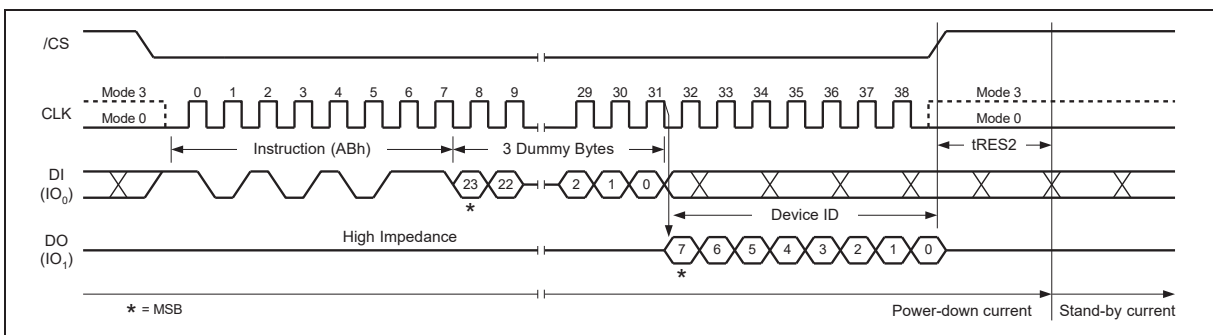 /CS
Mode 3 0 1 2 3 4 5 6 7 8 9 29 30 31 32 33 34 35 36 37 38 Mode 3
CLK
Mode 0 Mode 0
Instruction (ABh) 3 Dummy Bytes tRES2
DI
(IO0)
23 22 2 1 0
*
Device ID
High Impedance
DO
(IO1)
7 6 5 4 3 2 1 0
*
* = MSB
Power-down current Stand-by current